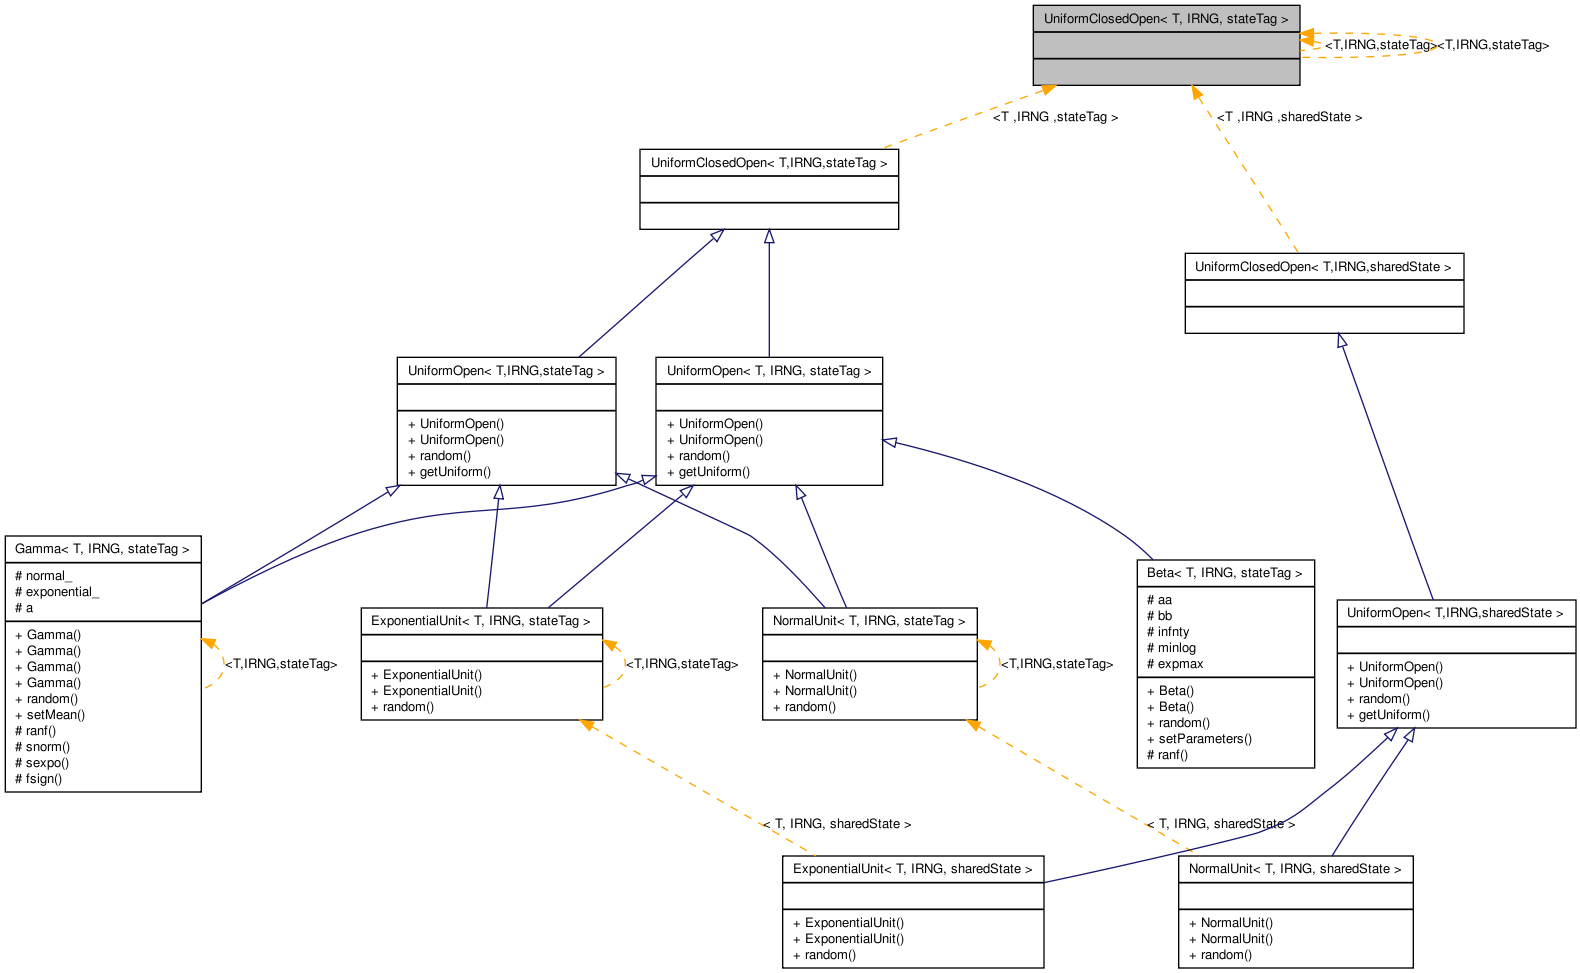 UniformClosedOpen< T, IRNG, stateTag >
<T,IRNG,stateTag>
<T,IRNG,stateTag>
<T ,IRNG ,stateTag >
<T ,IRNG ,sharedState >
UniformClosedOpen< T,IRNG,stateTag >
UniformClosedOpen< T,IRNG,sharedState >
UniformOpen< T,IRNG,stateTag >
+ UniformOpen()
+ UniformOpen()
+ random()
+ getUniform()
UniformOpen< T, IRNG, stateTag >
+ UniformOpen()
+ UniformOpen()
+ random()
+ getUniform()
Gamma< T, IRNG, stateTag >
# normal_
# exponential_
# a
+ Gamma()
+ Gamma()
+ Gamma()
+ Gamma()
+ random()
+ setMean()
# ranf()
# snorm()
# sexpo()
# fsign()
<T,IRNG,stateTag>
ExponentialUnit< T, IRNG, stateTag >
+ ExponentialUnit()
+ ExponentialUnit()
+ random()
<T,IRNG,stateTag>
NormalUnit< T, IRNG, stateTag >
+ NormalUnit()
+ NormalUnit()
+ random()
<T,IRNG,stateTag>
Beta< T, IRNG, stateTag >
# aa
# bb
# infnty
# minlog
# expmax
+ Beta()
+ Beta()
+ random()
+ setParameters()
# ranf()
UniformOpen< T,IRNG,sharedState >
+ UniformOpen()
+ UniformOpen()
+ random()
+ getUniform()
< T, IRNG, sharedState >
< T, IRNG, sharedState >
ExponentialUnit< T, IRNG, sharedState >
+ ExponentialUnit()
+ ExponentialUnit()
+ random()
NormalUnit< T, IRNG, sharedState >
+ NormalUnit()
+ NormalUnit()
+ random()